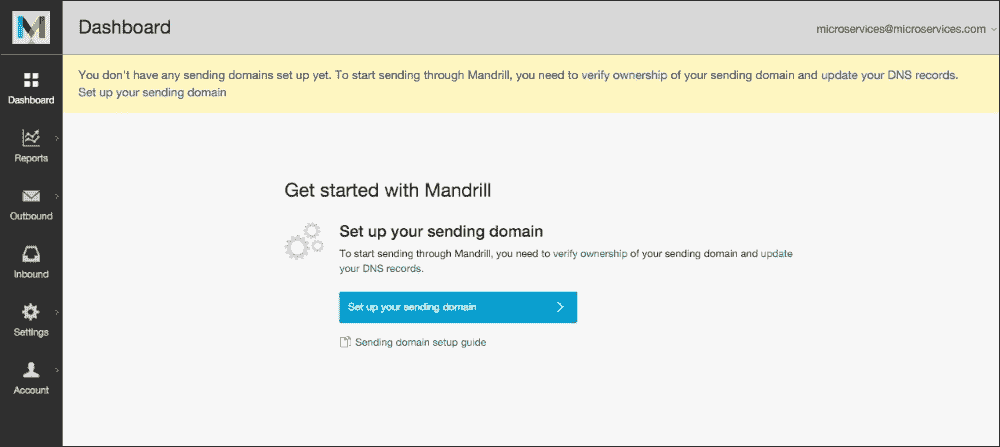 M
Dashboard
microservices@microservices.com
You don't have any sending domains set up yet. To start sending through Mandrill, you need to verify ownership of your sending domain and update your DNS records.
Set up your sending domain
Dashboard
Reports
Outbound
Inbound
Settings
Account
Get started with Mandrill
Set up your sending domain
To start sending through Mandrill, you need to verify ownership of your sending domain and update
your DNS records.
Set up your sending domain
Sending domain setup guide